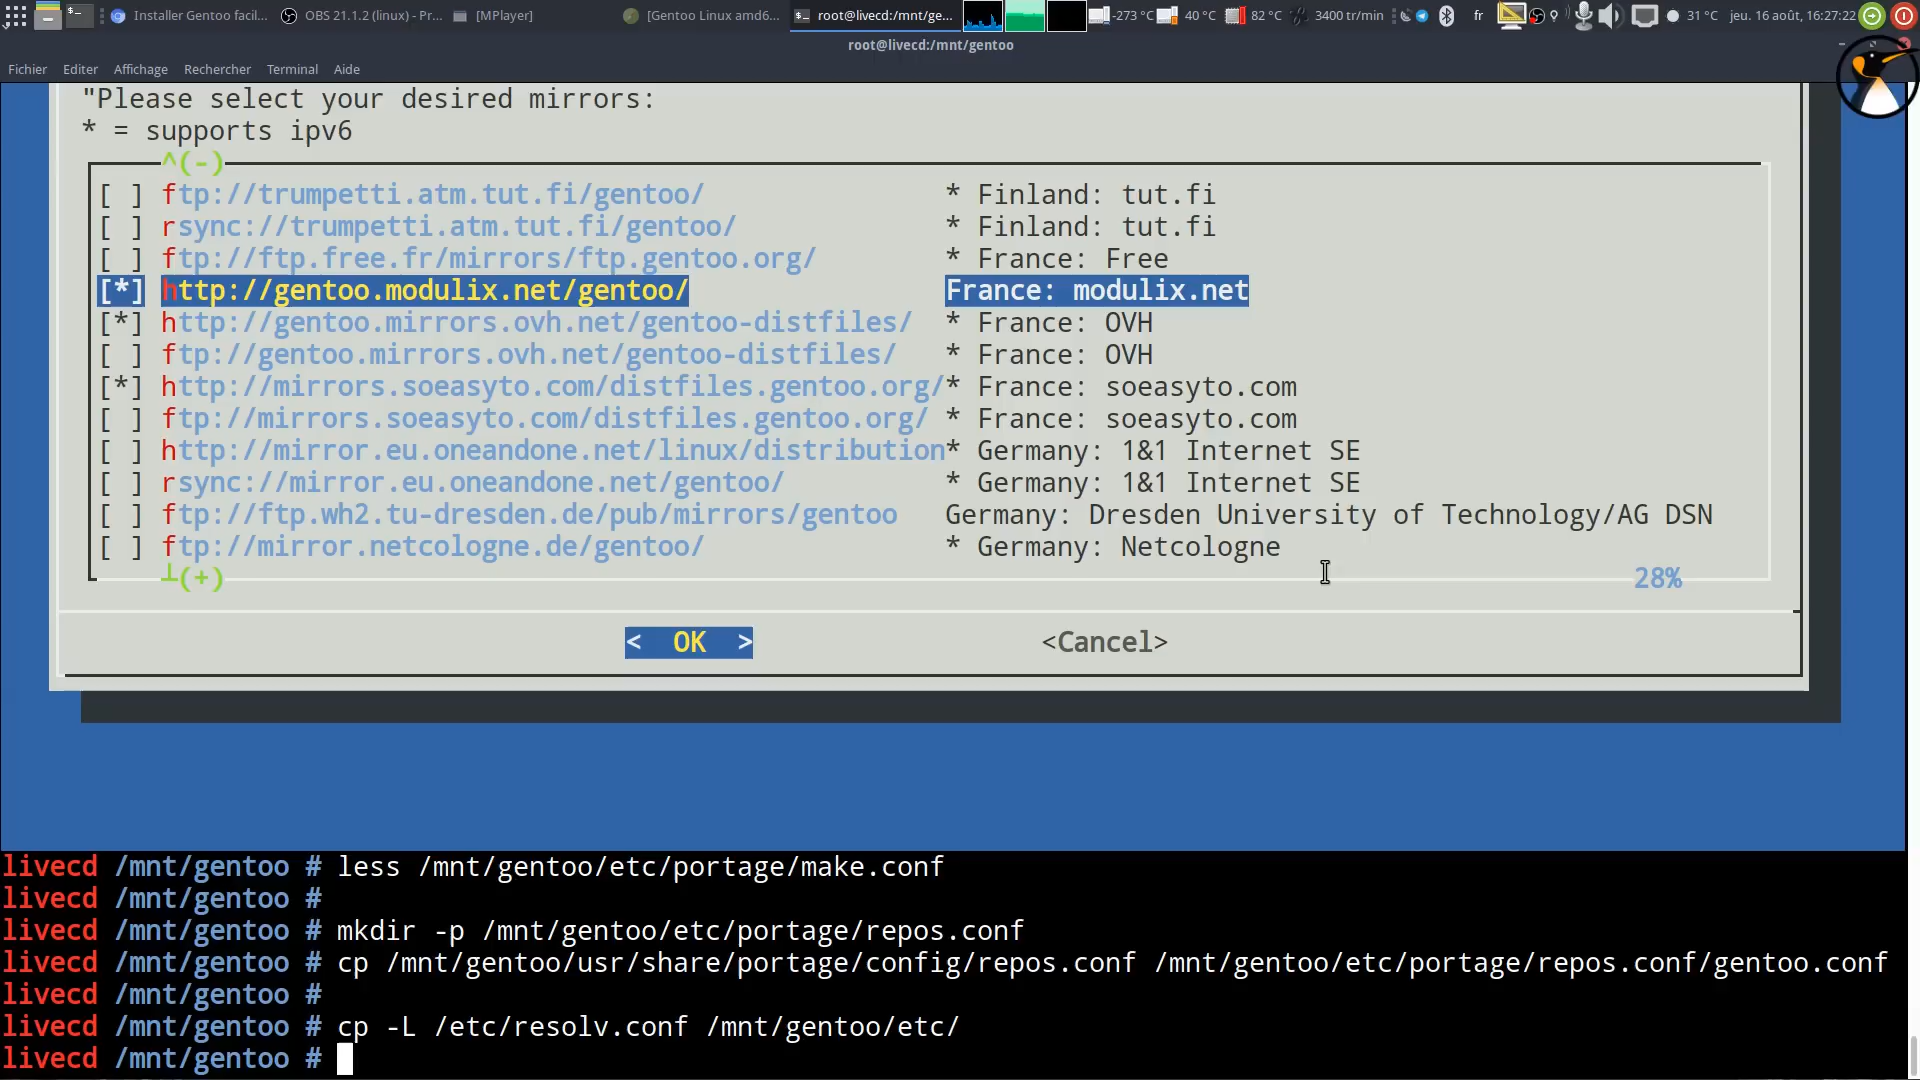 Installer Gentoo facil... OBS 21.1.2 (linux) - Pr... [MPlayer] [Gentoo Linux amd6... root@livecd:/mnt/ge... -273 °C 40 °C 82 °C 3400 tr/min fr 31 °C jeu. 16 août, 16:27:22
root@livecd:/mnt/gentoo
Fichier Editer Affichage Rechercher Terminal Aide
"Please select your desired mirrors:
* = supports ipv6
^(-)
[ ] ftp://trumpetti.atm.tut.fi/gentoo/ * Finland: tut.fi
[ ] rsync://trumpetti.atm.tut.fi/gentoo/ * Finland: tut.fi
[ ] ftp://ftp.free.fr/mirrors/ftp.gentoo.org/ * France: Free
[*] http://gentoo.modulix.net/gentoo/ France: modulix.net
[*] http://gentoo.mirrors.ovh.net/gentoo-distfiles/ * France: OVH
[ ] ftp://gentoo.mirrors.ovh.net/gentoo-distfiles/ * France: OVH
[*] http://mirrors.soeasyto.com/distfiles.gentoo.org/* France: soeasyto.com
[ ] ftp://mirrors.soeasyto.com/distfiles.gentoo.org/ * France: soeasyto.com
[ ] http://mirror.eu.oneandone.net/linux/distribution* Germany: 1&1 Internet SE
[ ] rsync://mirror.eu.oneandone.net/gentoo/ * Germany: 1&1 Internet SE
[ ] ftp://ftp.wh2.tu-dresden.de/pub/mirrors/gentoo Germany: Dresden University of Technology/AG DSN
[ ] ftp://mirror.netcologne.de/gentoo/ * Germany: Netcologne
┴(+) 28%
< OK > <Cancel>
livecd /mnt/gentoo # less /mnt/gentoo/etc/portage/make.conf
livecd /mnt/gentoo #
livecd /mnt/gentoo # mkdir -p /mnt/gentoo/etc/portage/repos.conf
livecd /mnt/gentoo # cp /mnt/gentoo/usr/share/portage/config/repos.conf /mnt/gentoo/etc/portage/repos.conf/gentoo.conf
livecd /mnt/gentoo #
livecd /mnt/gentoo # cp -L /etc/resolv.conf /mnt/gentoo/etc/
livecd /mnt/gentoo #